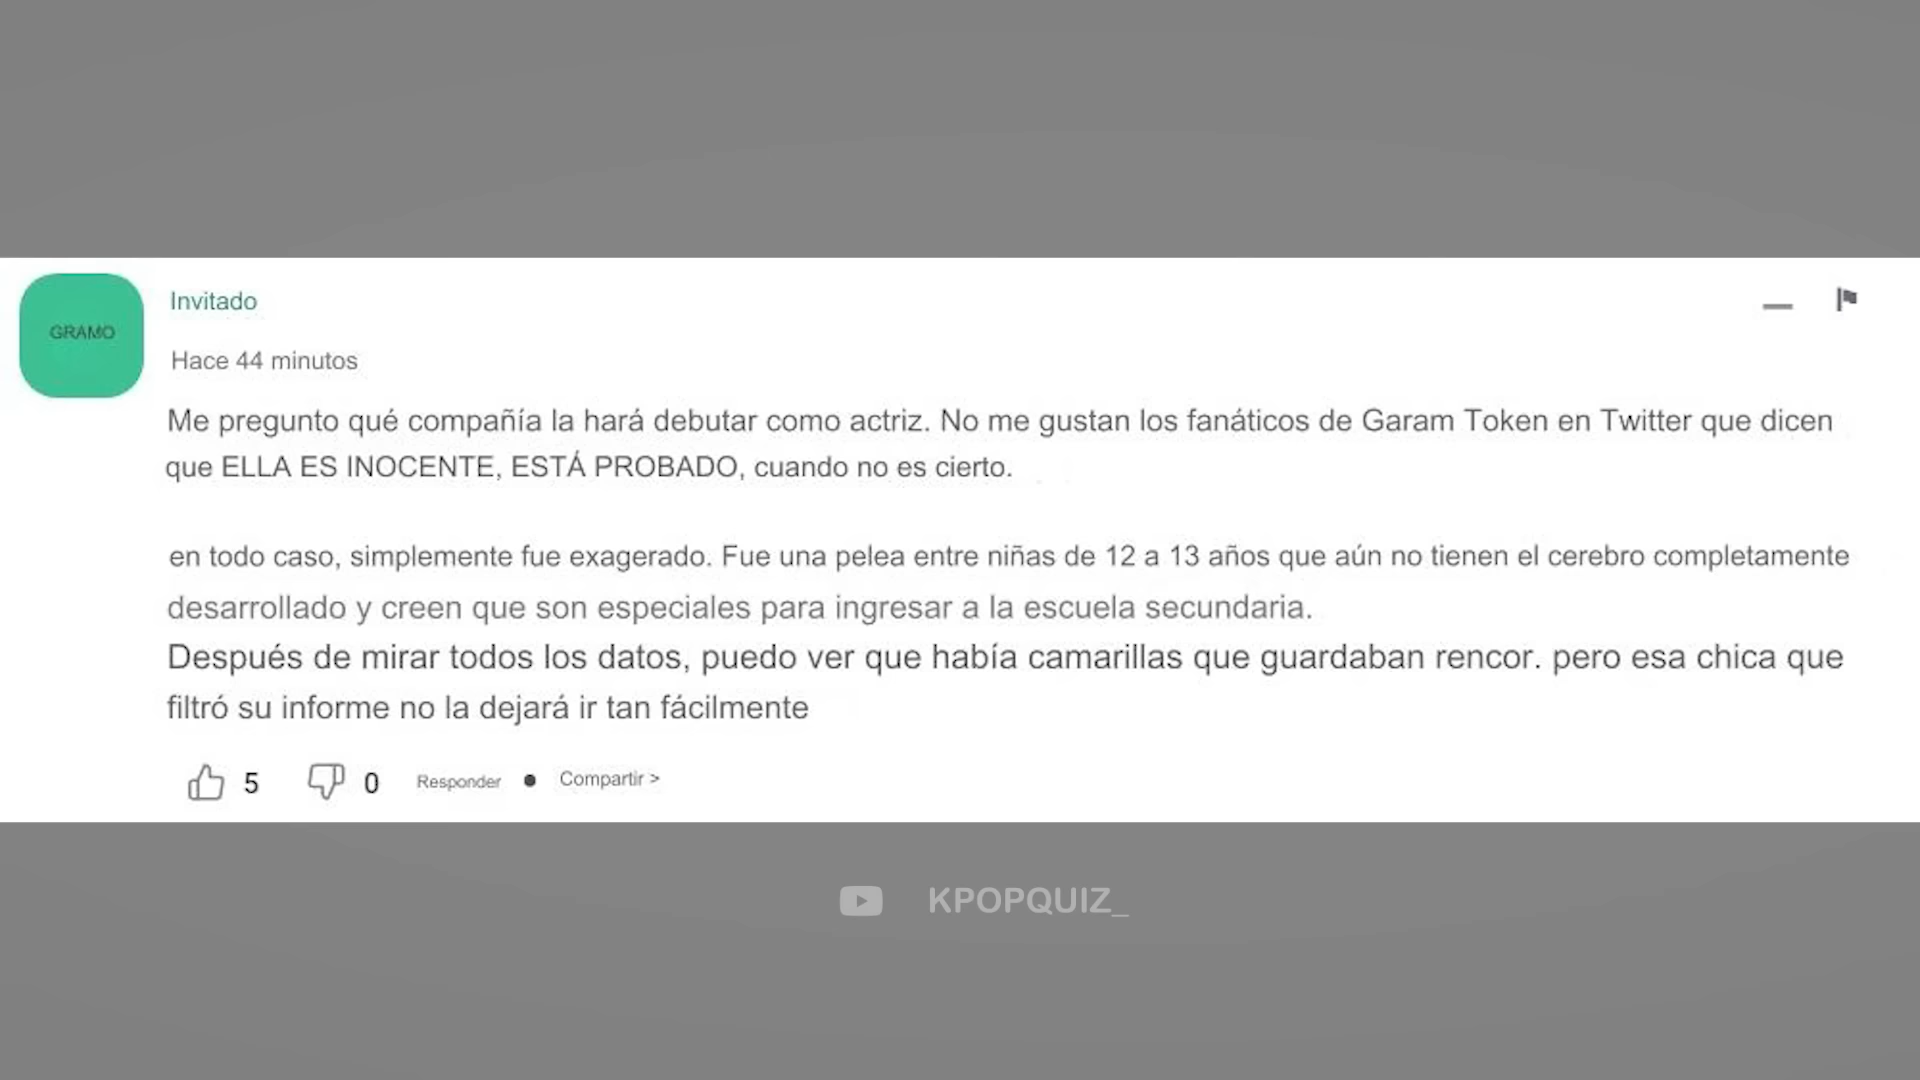 GRAMO
Invitado
Hace 44 minutos
Me pregunto qué compañía la hará debutar como actriz. No me gustan los fanáticos de Garam Token en Twitter que dicen
que ELLA ES INOCENTE, ESTÁ PROBADO, cuando no es cierto.
en todo caso, simplemente fue exagerado. Fue una pelea entre niñas de 12 a 13 años que aún no tienen el cerebro completamente
desarrollado y creen que son especiales para ingresar a la escuela secundaria.
Después de mirar todos los datos, puedo ver que había camarillas que guardaban rencor. pero esa chica que
filtró su informe no la dejará ir tan fácilmente
5 0 Responder ● Compartir >
KPOPQUIZ_